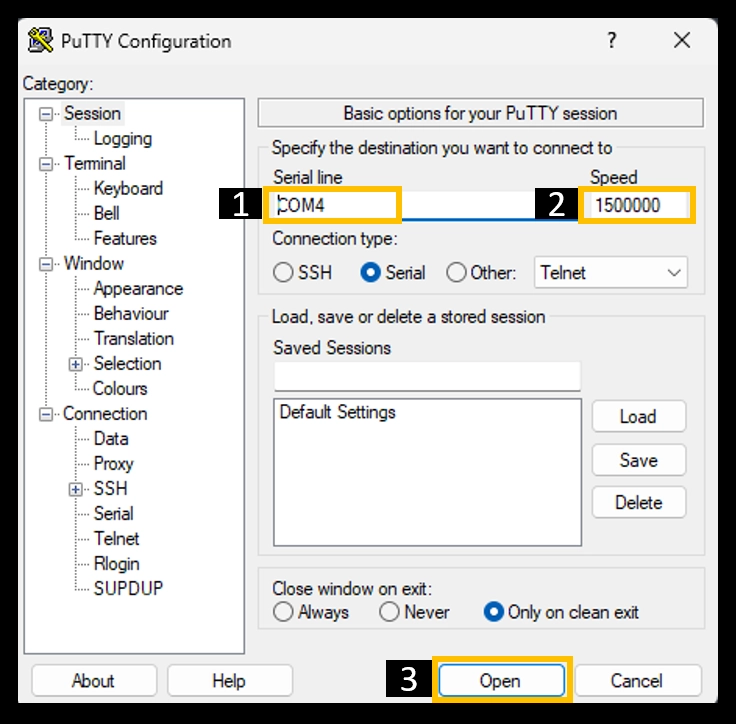 PuTTY Configuration ? ×
Category:
Session
Logging
Terminal
Keyboard
Bell
Features
Window
Appearance
Behaviour
Translation
Selection
Colours
Connection
Data
Proxy
SSH
Serial
Telnet
Rlogin
SUPDUP
Basic options for your PuTTY session
Specify the destination you want to connect to
Serial line Speed
1 COM4 2 1500000
Connection type:
SSH Serial Other: Telnet
Load, save or delete a stored session
Saved Sessions
Default Settings
Load
Save
Delete
Close window on exit:
Always Never Only on clean exit
About Help 3 Open Cancel